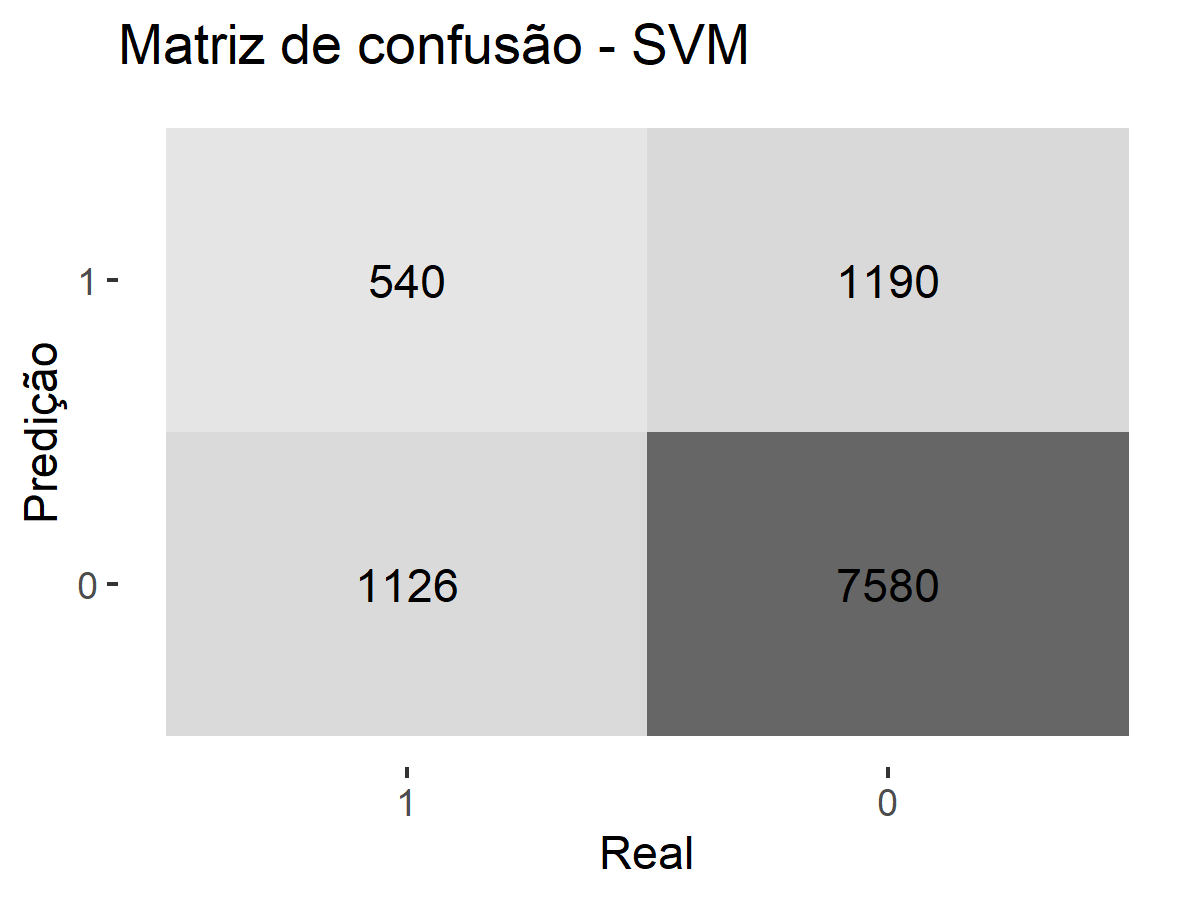 Matriz de confusão - SVM
1
540
1190
Predição
0
1126
7580
1
0
Real